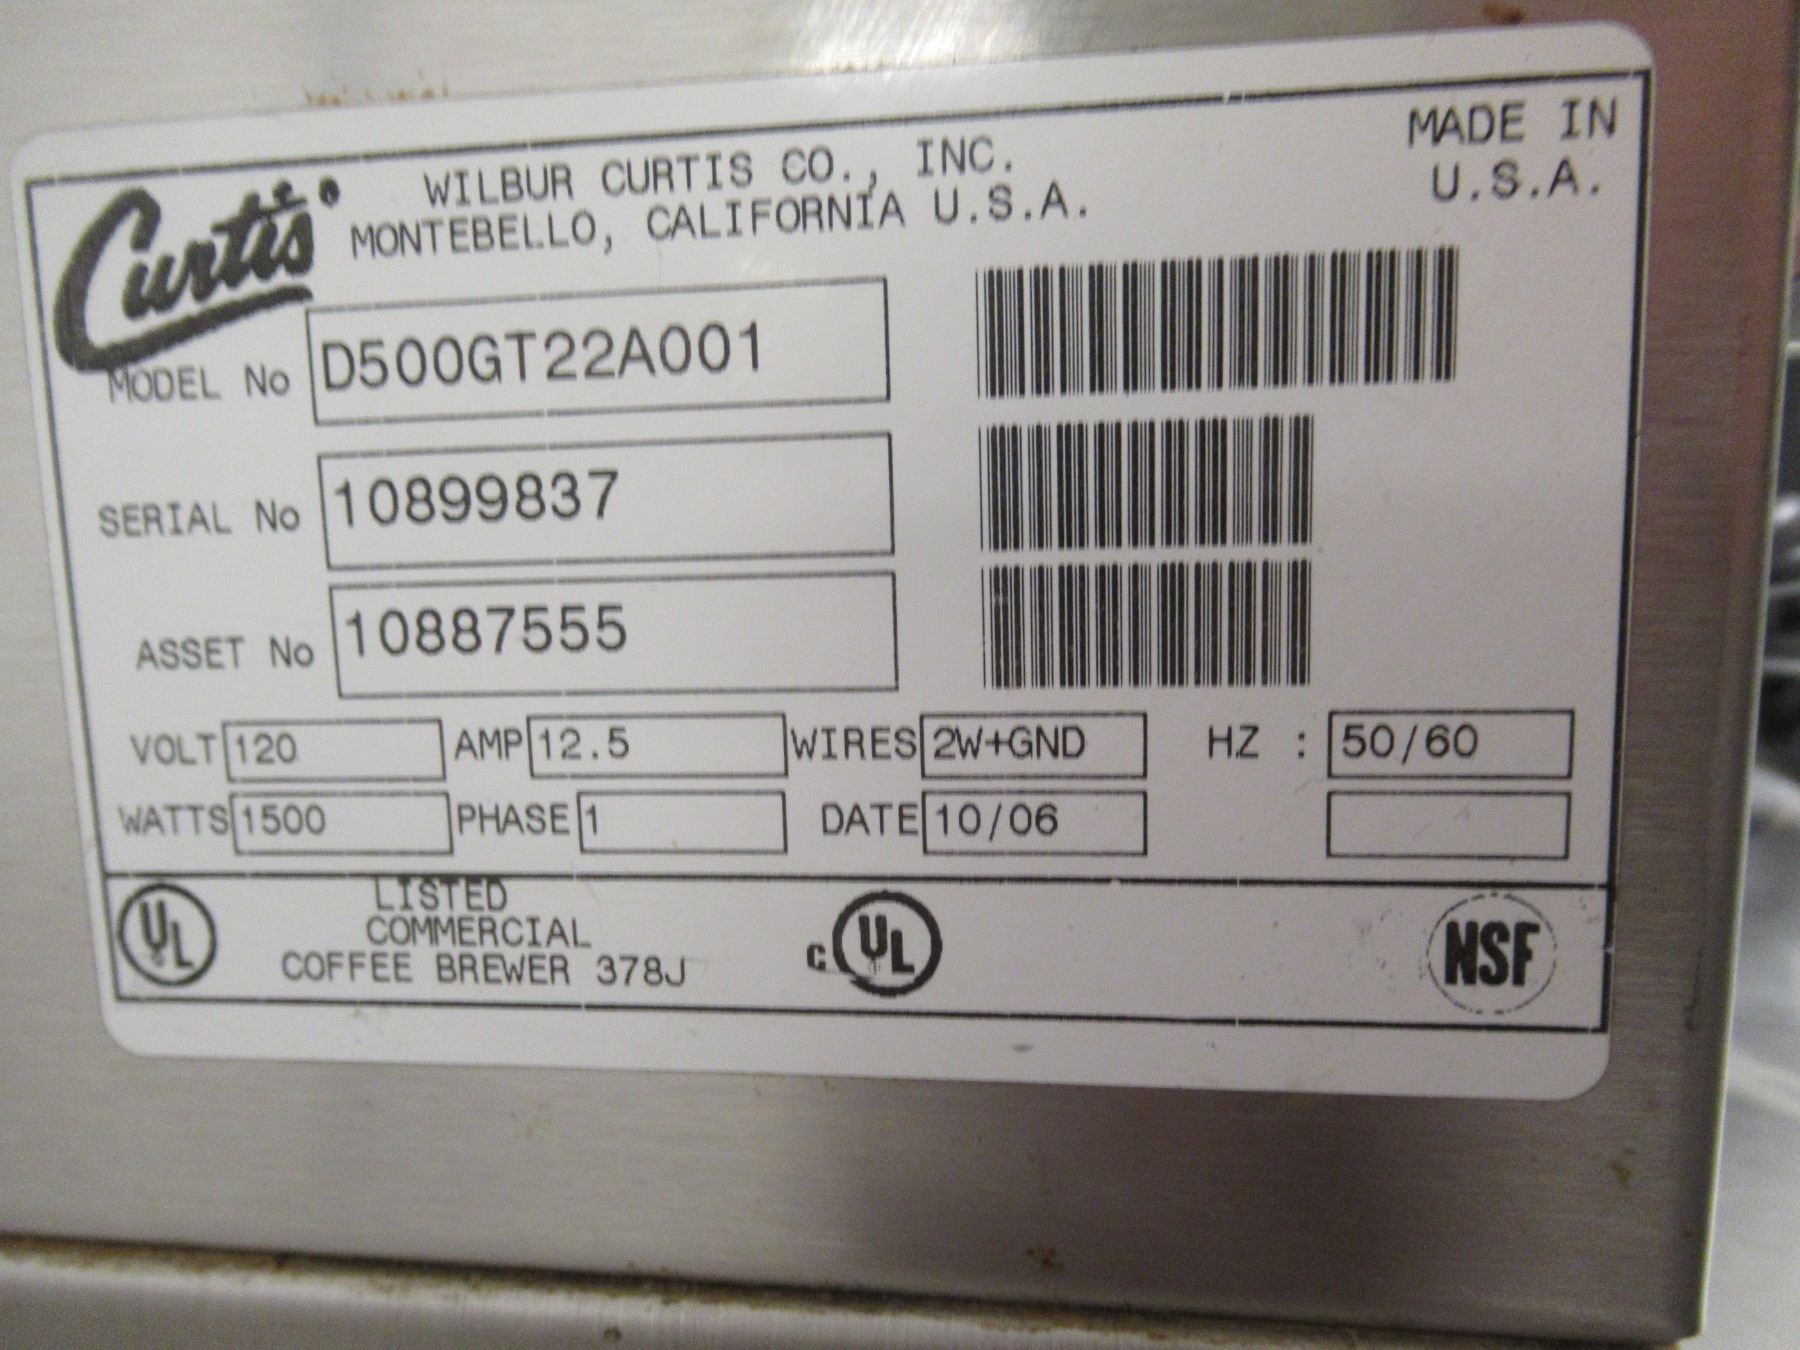 Curtis
WILBUR CURTIS CO., INC.
MONTEBELLO, CALIFORNIA U.S.A.
MADE IN
U.S.A.
MODEL No D500GT22A001
SERIAL No 10899837
ASSET No 10887555
VOLT 120 AMP 12.5 WIRES 2W+GND HZ : 50/60
WATTS 1500 PHASE 1 DATE 10/06
UL
LISTED
COMMERCIAL
COFFEE BREWER 378J
C UL
NSF